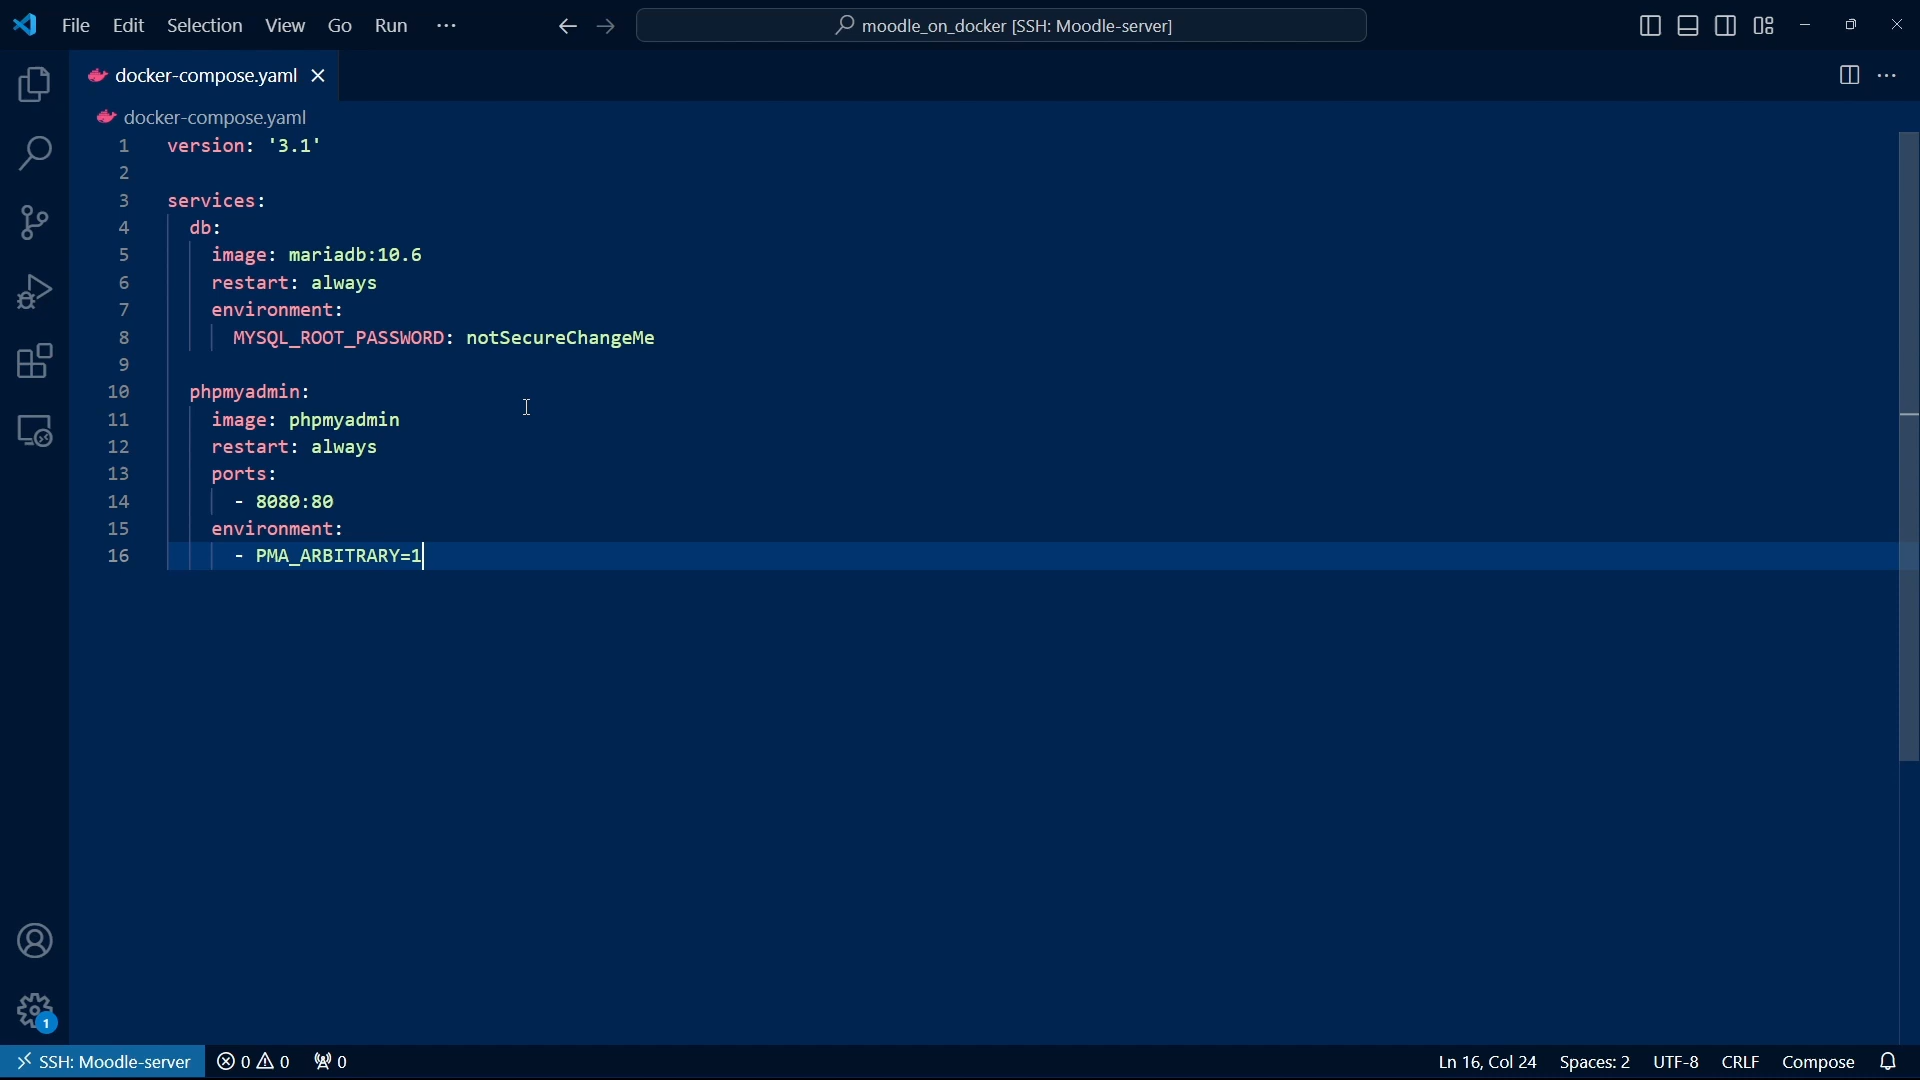 File Edit Selection View Go Run ···
moodle_on_docker [SSH: Moodle-server]
docker-compose.yaml
docker-compose.yaml
1 version: '3.1'
2
3 services:
4 db:
5 image: mariadb:10.6
6 restart: always
7 environment:
8 MYSQL_ROOT_PASSWORD: notSecureChangeMe
9
10 phpmyadmin:
11 image: phpmyadmin
12 restart: always
13 ports:
14 - 8080:80
15 environment:
16 - PMA_ARBITRARY=1
1
SSH: Moodle-server 0 0 0 Ln 16, Col 24 Spaces: 2 UTF-8 CRLF Compose